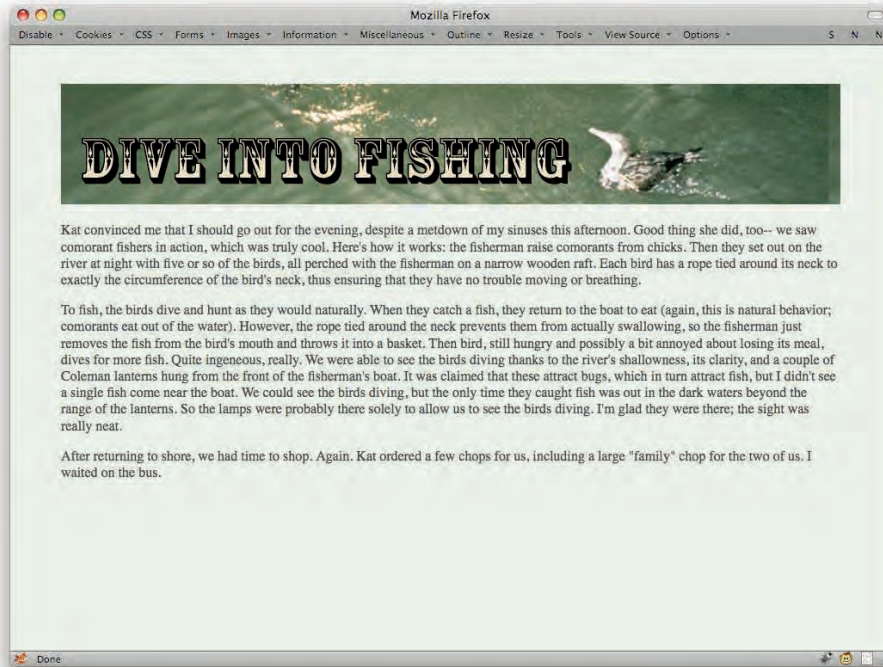 Mozilla Firefox
Disable Cookies CSS Forms Images Information Miscellaneous Outline Resize Tools View Source Options S N N
DIVE INTO FISHING
Kat convinced me that I should go out for the evening, despite a metdown of my sinuses this afternoon. Good thing she did, too-- we saw
comorant fishers in action, which was truly cool. Here's how it works: the fisherman raise comorants from chicks. Then they set out on the
river at night with five or so of the birds, all perched with the fisherman on a narrow wooden raft. Each bird has a rope tied around its neck to
exactly the circumference of the bird's neck, thus ensuring that they have no trouble moving or breathing.
To fish, the birds dive and hunt as they would naturally. When they catch a fish, they return to the boat to eat (again, this is natural behavior;
comorants eat out of the water). However, the rope tied around the neck prevents them from actually swallowing, so the fisherman just
removes the fish from the bird's mouth and throws it into a basket. Then bird, still hungry and possibly a bit annoyed about losing its meal,
dives for more fish. Quite ingeneous, really. We were able to see the birds diving thanks to the river's shallowness, its clarity, and a couple of
Coleman lanterns hung from the front of the fisherman's boat. It was claimed that these attract bugs, which in turn attract fish, but I didn't see
a single fish come near the boat. We could see the birds diving, but the only time they caught fish was out in the dark waters beyond the
range of the lanterns. So the lamps were probably there solely to allow us to see the birds diving. I'm glad they were there; the sight was
really neat.
After returning to shore, we had time to shop. Again. Kat ordered a few chops for us, including a large "family" chop for the two of us. I
waited on the bus.
Done